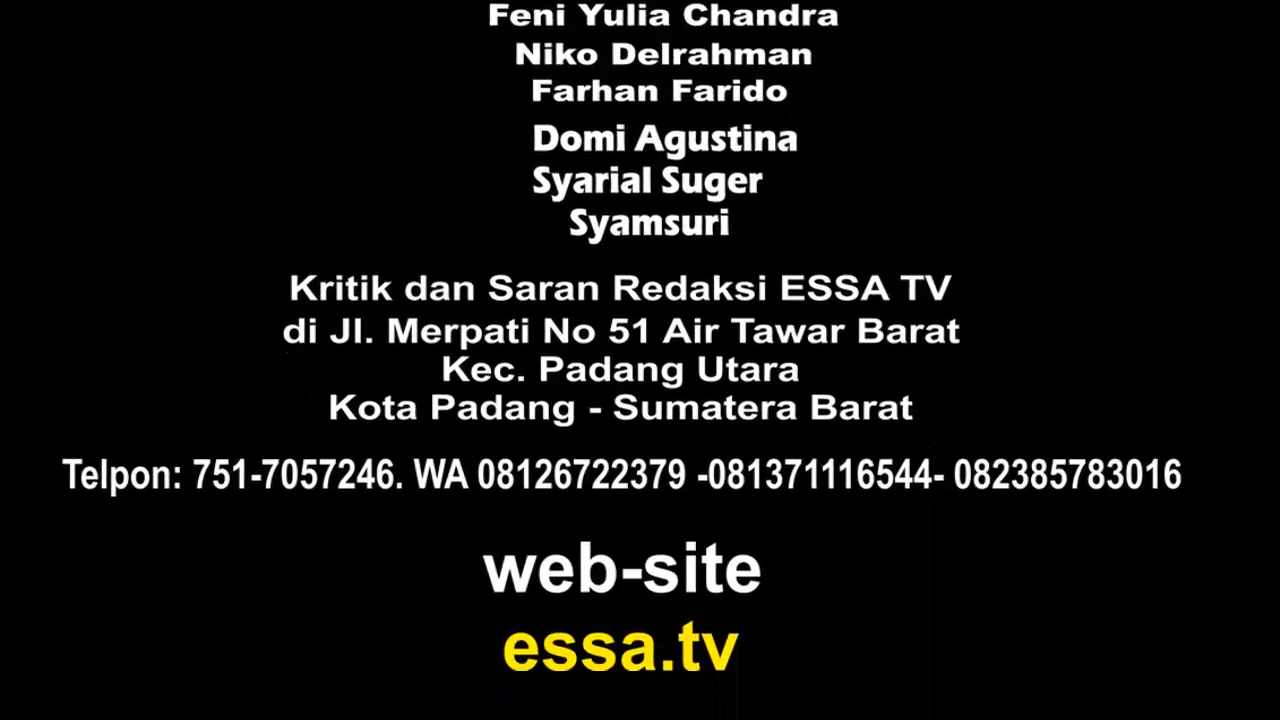 Feni Yulia Chandra
Niko Delrahman
Farhan Farido
Domi Agustina
Syarial Suger
Syamsuri
Kritik dan Saran Redaksi ESSA TV
di Jl. Merpati No 51 Air Tawar Barat
Kec. Padang Utara
Kota Padang - Sumatera Barat
Telpon: 751-7057246. WA 08126722379 -081371116544- 082385783016
web-site
essa.tv